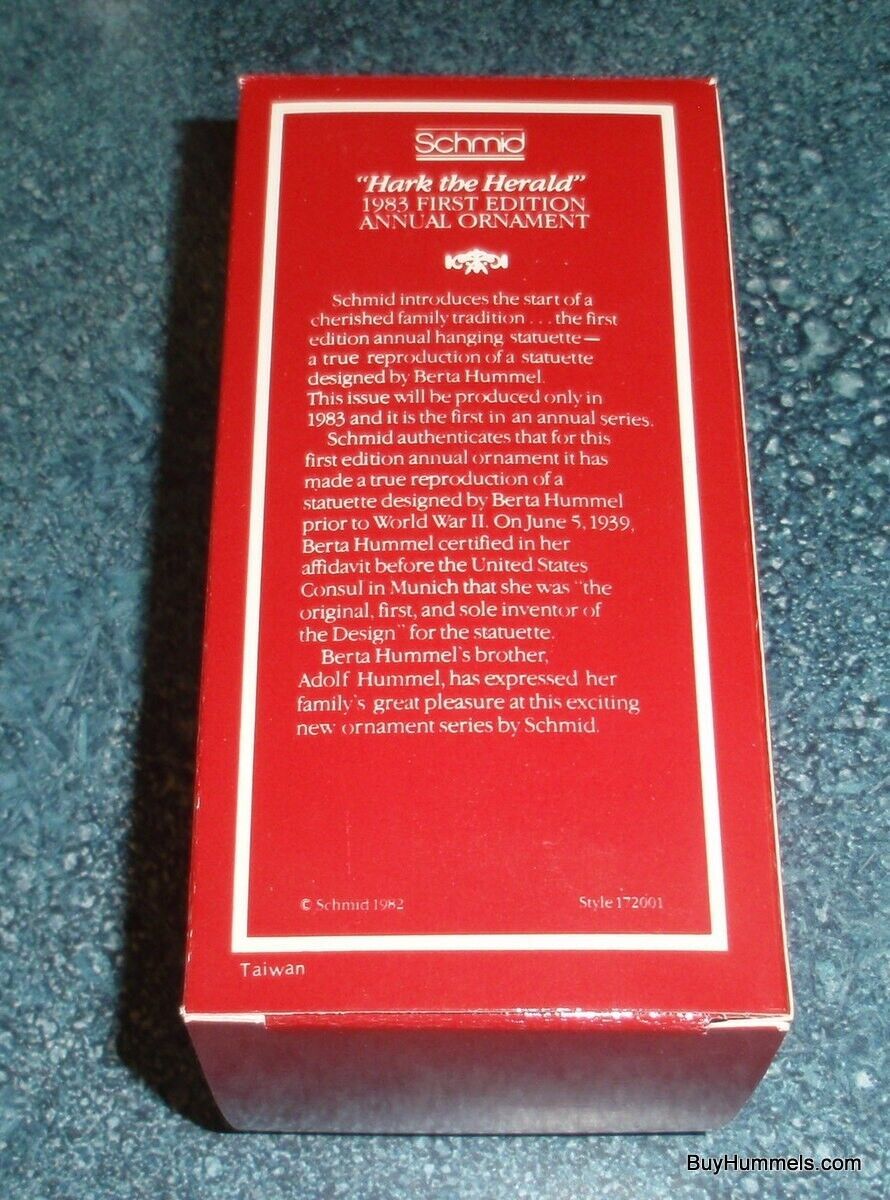 Schmid
"Hark the Herald"
1983 FIRST EDITION
ANNUAL ORNAMENT
Schmid introduces the start of a
cherished family tradition . . . the first
edition annual hanging statuette—
a true reproduction of a statuette
designed by Berta Hummel.
This issue will be produced only in
1983 and it is the first in an annual series.
Schmid authenticates that for this
first edition annual ornament it has
made a true reproduction of a
statuette designed by Berta Hummel
prior to World War II. On June 5, 1939,
Berta Hummel certified in her
affidavit before the United States
Consul in Munich that she was "the
original, first, and sole inventor of
the Design" for the statuette.
Berta Hummel's brother,
Adolf Hummel, has expressed her
family's great pleasure at this exciting
new ornament series by Schmid.
© Schmid 1982 Style 172001
Taiwan
BuyHummels.com